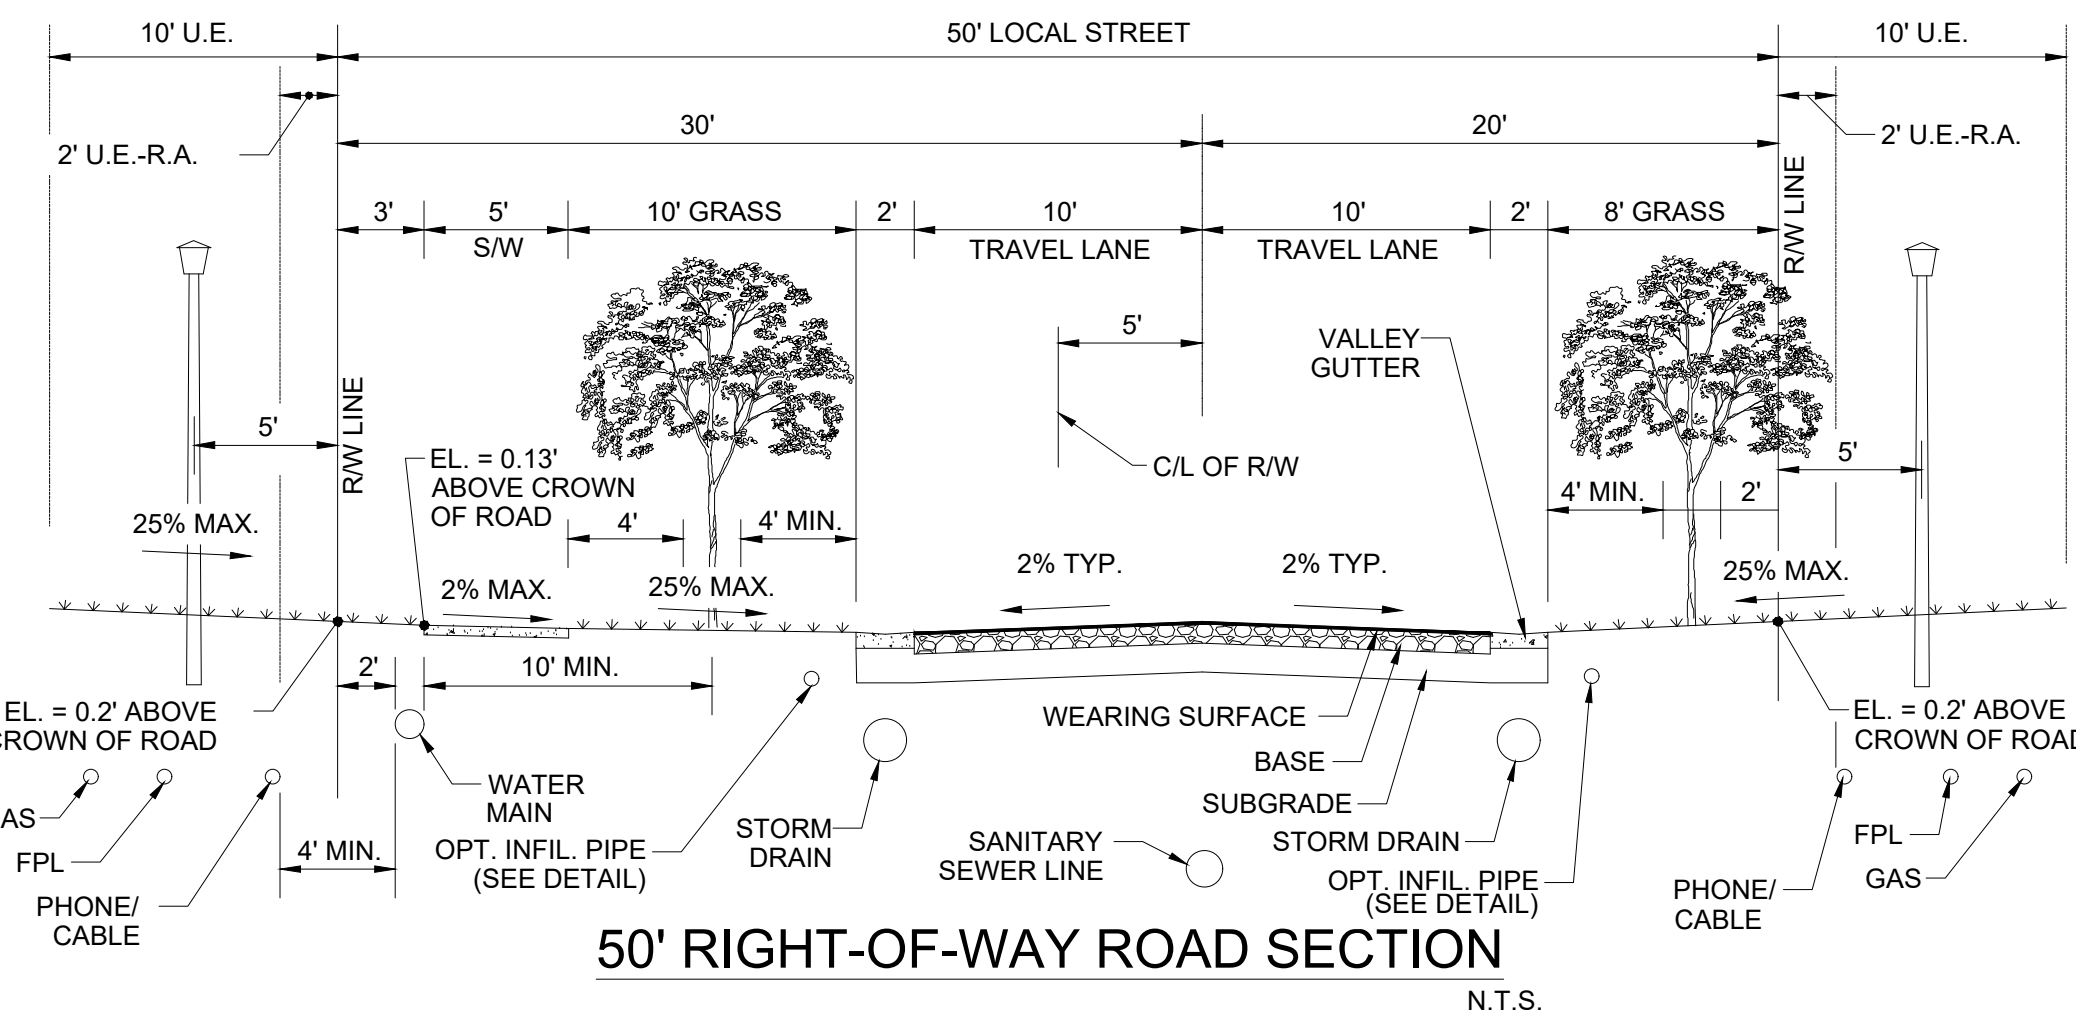 10' U.E.
50' LOCAL STREET
10' U.E.
2' U.E.-R.A.
30'
20'
2' U.E.-R.A.
3'
5'
S/W
10' GRASS
2'
10'
TRAVEL LANE
10'
TRAVEL LANE
2'
8' GRASS
R/W LINE
5'
VALLEY
GUTTER
5'
R/W LINE
EL. = 0.13'
ABOVE CROWN
OF ROAD
C/L OF R/W
5'
25% MAX.
4'
4' MIN.
4' MIN.
2'
2% MAX.
25% MAX.
2% TYP.
2% TYP.
25% MAX.
2'
10' MIN.
EL. = 0.2' ABOVE
CROWN OF ROAD
WEARING SURFACE
EL. = 0.2' ABOVE
CROWN OF ROAD
BASE
WATER
MAIN
SUBGRADE
AS
STORM
DRAIN
SANITARY
SEWER LINE
STORM DRAIN
FPL
FPL
4' MIN.
OPT. INFIL. PIPE
(SEE DETAIL)
OPT. INFIL. PIPE
(SEE DETAIL)
GAS
PHONE/
CABLE
PHONE/
CABLE
50' RIGHT-OF-WAY ROAD SECTION
N.T.S.